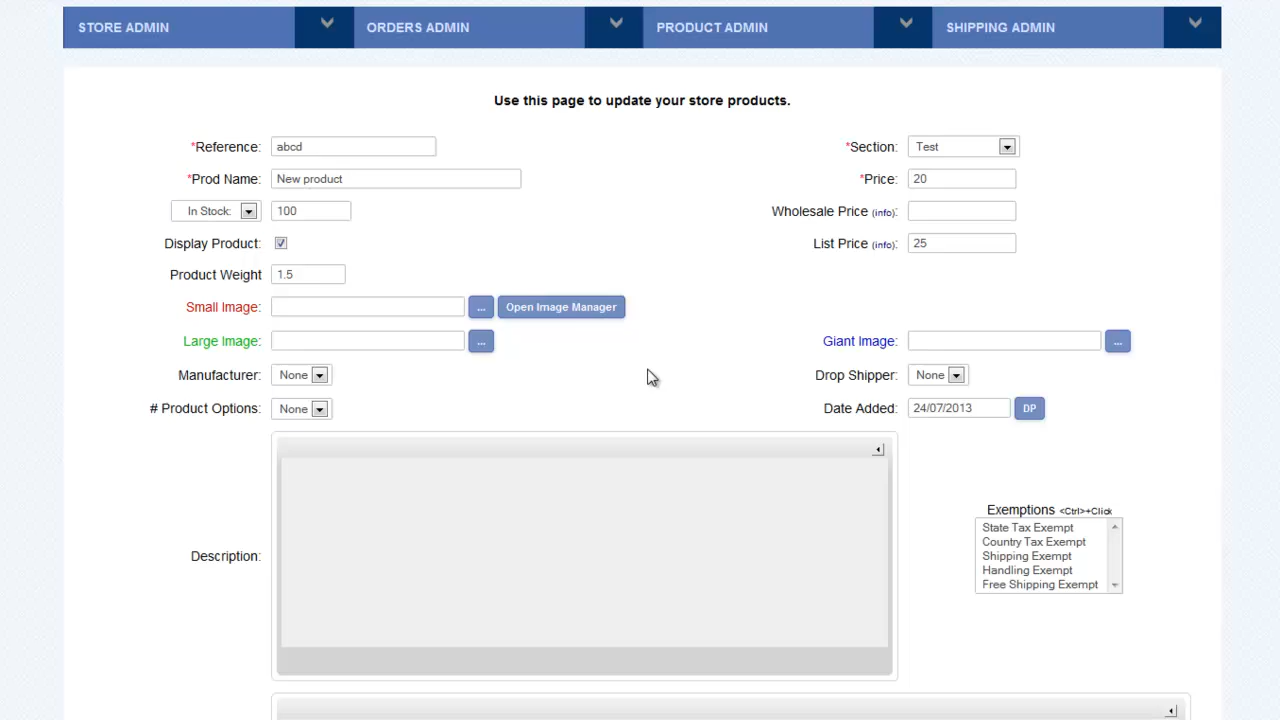 STORE ADMIN ORDERS ADMIN PRODUCT ADMIN SHIPPING ADMIN
Use this page to update your store products.
*Reference: abcd *Section: Test
*Prod Name: New product *Price: 20
In Stock: 100 Wholesale Price (info):
Display Product: List Price (info): 25
Product Weight 1.5
Small Image: ... Open Image Manager
Large Image: ... Giant Image: ...
Manufacturer: None Drop Shipper: None
# Product Options: None Date Added: 24/07/2013 DP
Exemptions <Ctrl>+Click
State Tax Exempt
Country Tax Exempt
Description: Shipping Exempt
Handling Exempt
Free Shipping Exempt